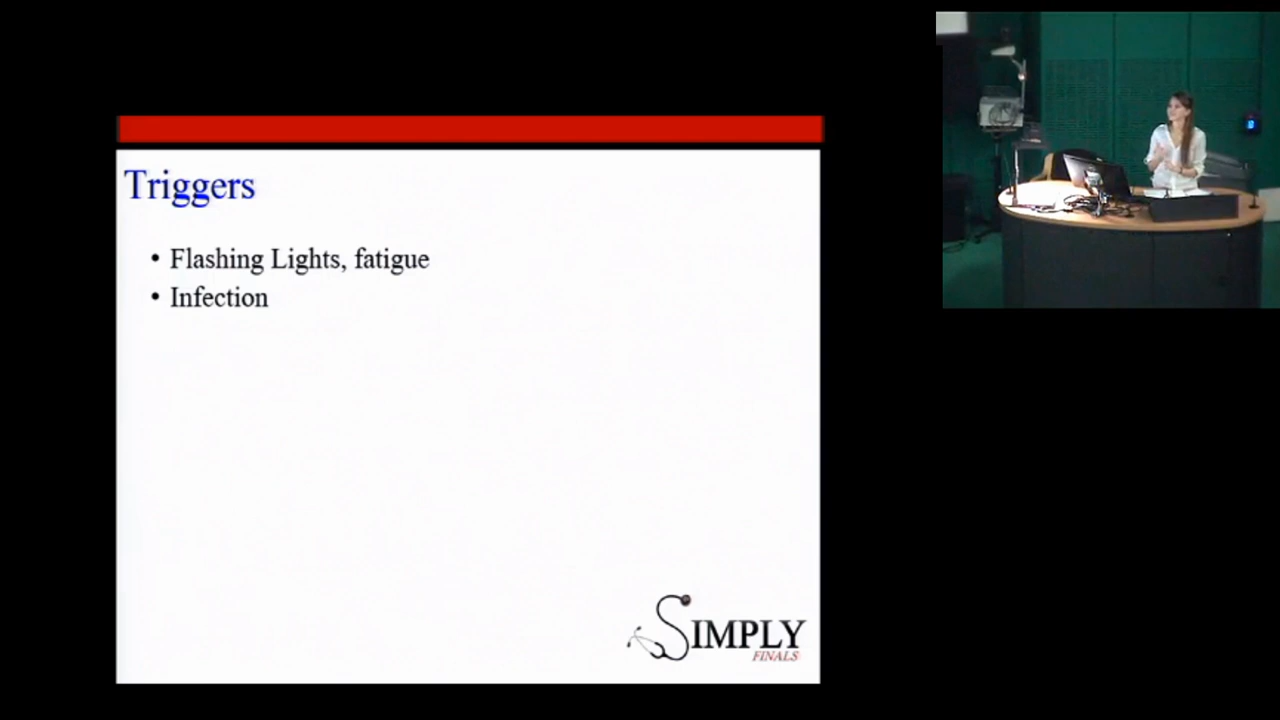 Triggers
• Flashing Lights, fatigue
• Infection
SIMPLY
FINALS